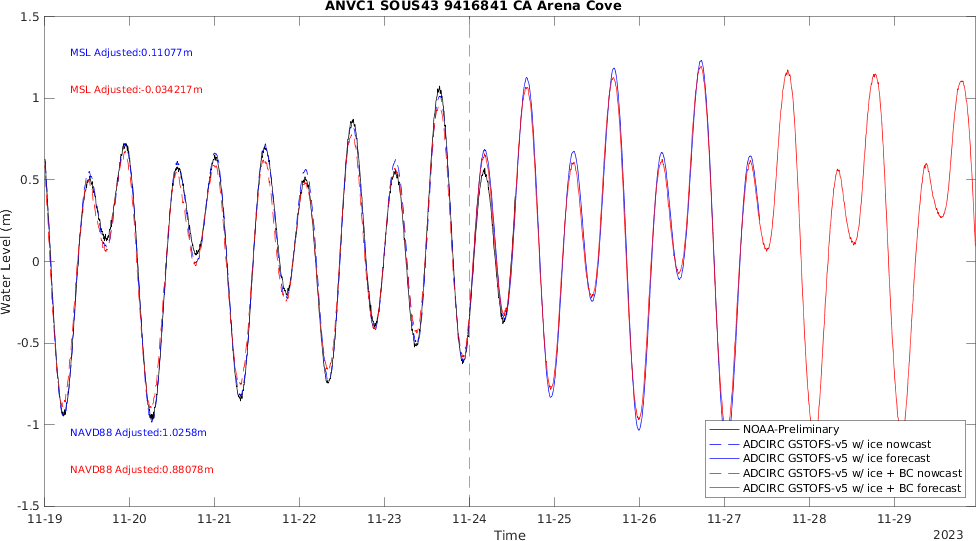 ANVC1 SOUS43 9416841 CA Arena Cove
1.5
1
0.5
0
-0.5
-1
-1.5
Water Level (m)
MSL Adjusted:0.11077m
MSL Adjusted:-0.034217m
NAVD88 Adjusted:1.0258m
NAVD88 Adjusted:0.88078m
NOAA-Preliminary
ADCIRC GSTOFS-v5 w/ ice nowcast
ADCIRC GSTOFS-v5 w/ ice forecast
ADCIRC GSTOFS-v5 w/ ice + BC nowcast
ADCIRC GSTOFS-v5 w/ ice + BC forecast
11-19 11-20 11-21 11-22 11-23 11-24 11-25 11-26 11-27 11-28 11-29
Time
2023